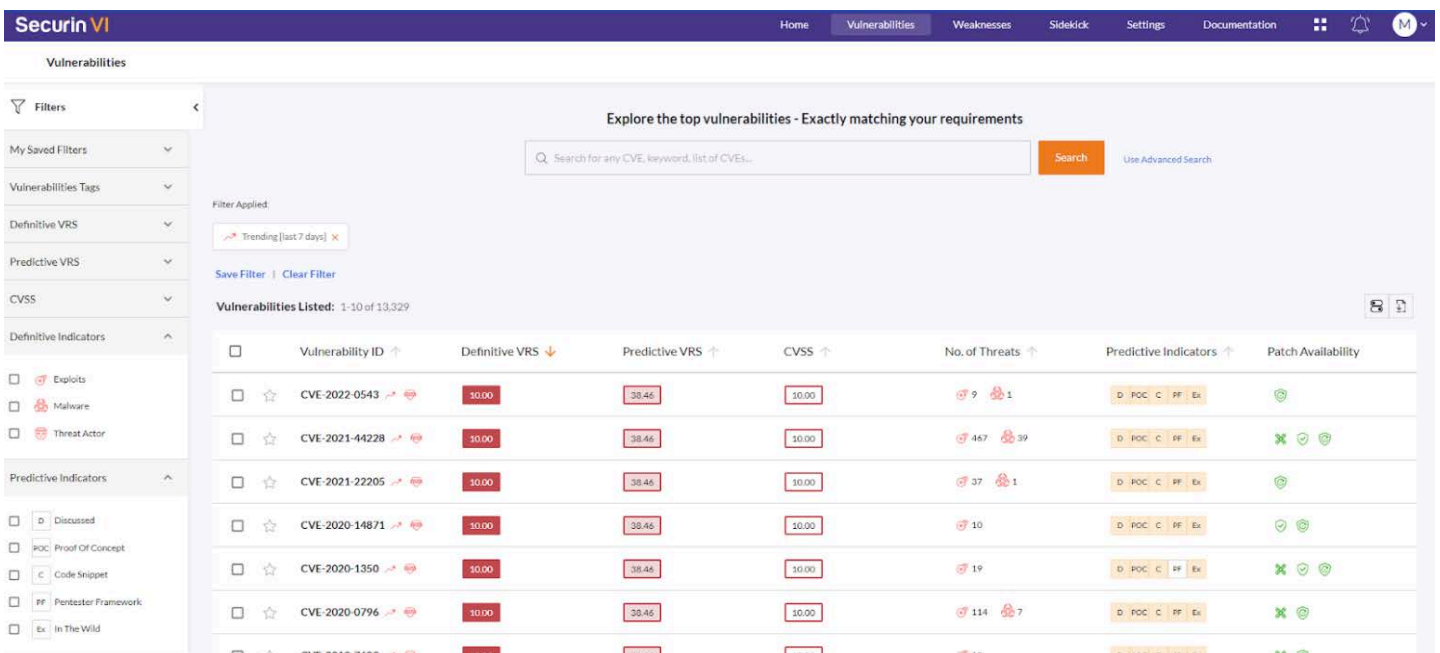 Securin VI
Home Vulnerabilities Weaknesses Sidekick Settings Documentation M
Vulnerabilities
Filters
Explore the top vulnerabilities - Exactly matching your requirements
My Saved Filters
Search for any CVE, keyword, list of CVEs... Search Use Advanced Search
Vulnerabilities Tags
Filter Applied:
Definitive VRS
Trending [last 7 days]
Predictive VRS
Save Filter | Clear Filter
CVSS
Vulnerabilities Listed: 1-10 of 13,329
Definitive Indicators
Vulnerability ID Definitive VRS Predictive VRS CVSS No. of Threats Predictive Indicators Patch Availability
Exploits
CVE-2022-0543 10.00 38.46 10.00 9 1 D POC C PF Ex
Malware
Threat Actor
CVE-2021-44228 10.00 38.46 10.00 467 39 D POC C PF Ex
Predictive Indicators
CVE-2021-22205 10.00 38.46 10.00 37 1 D POC C PF Ex
D Discussed
CVE-2020-14871 10.00 38.46 10.00 10 D POC C PF Ex
POC Proof Of Concept
C Code Snippet
CVE-2020-1350 10.00 38.46 10.00 19 D POC C PF Ex
PF Pentester Framework
CVE-2020-0796 10.00 38.46 10.00 114 7 D POC C PF Ex
Ex In The Wild